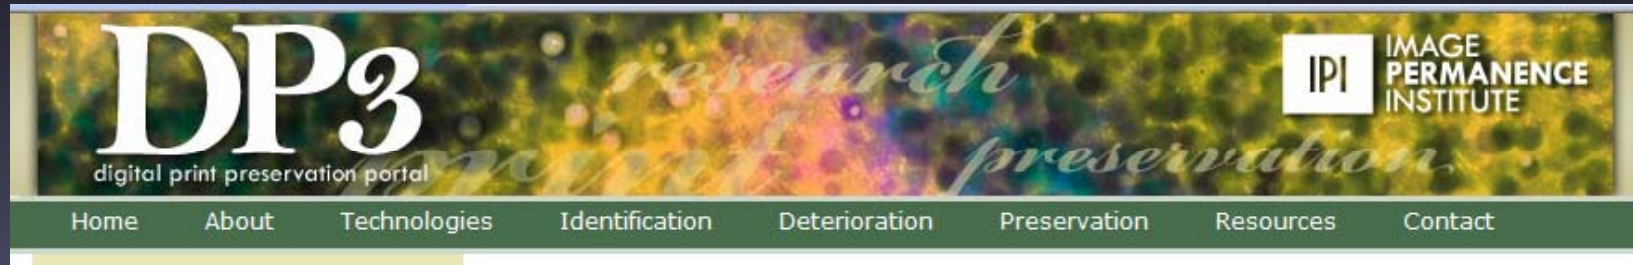 DP3
digital print preservation portal
research
print
preservation
IPI
IMAGE
PERMANENCE
INSTITUTE
Home About Technologies Identification Deterioration Preservation Resources Contact